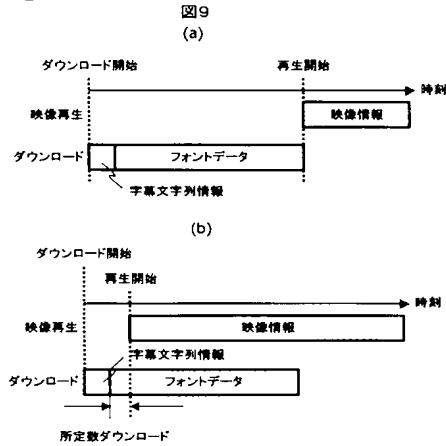 図9
(a)
ダウンロード開始 再生開始
時刻
映像再生 映像情報
ダウンロード フォントデータ
字幕文字列情報
(b)
ダウンロード開始
再生開始
時刻
映像再生 映像情報
字幕文字列情報
ダウンロード フォントデータ
所定数ダウンロード